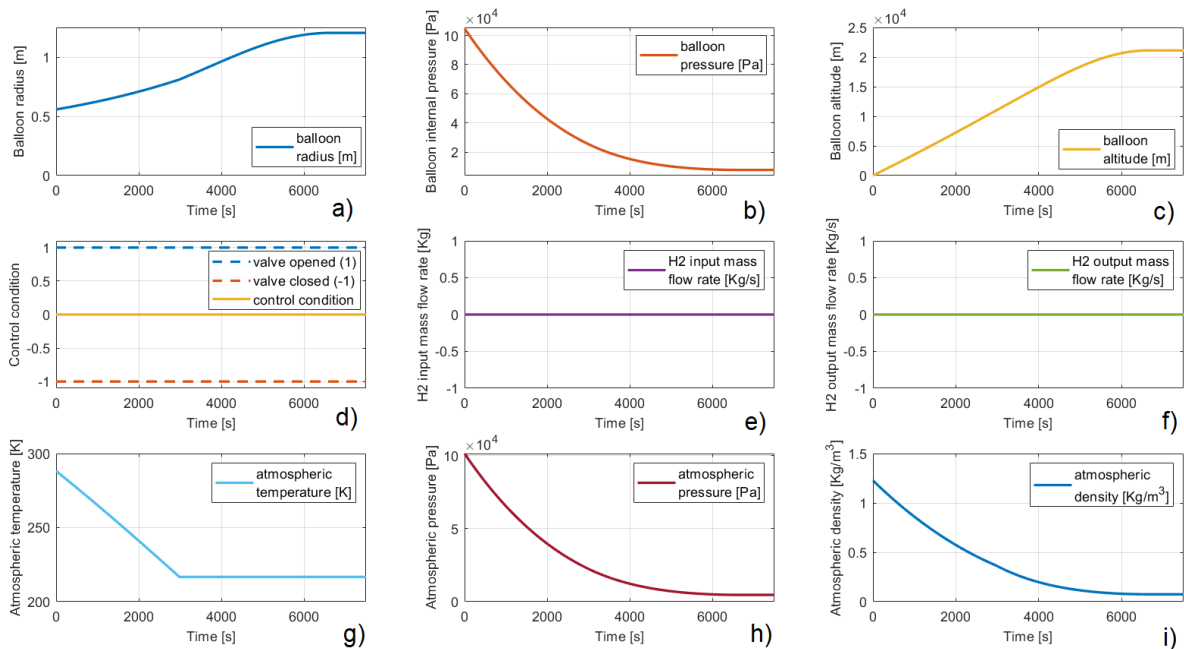 Balloon radius [m]
1
0.5
0
balloon
radius [m]
0
2000
4000
6000
Time [s]
a)
Balloon internal pressure [Pa]
× 10⁴
10
8
6
4
2
balloon
pressure [Pa]
0
2000
4000
6000
Time [s]
b)
Balloon altitude [m]
× 10⁴
2.5
2
1.5
1
0.5
0
balloon
altitude [m]
0
2000
4000
6000
Time [s]
c)
Control condition
1
0.5
0
-0.5
-1
valve opened (1)
valve closed (-1)
control condition
0
2000
4000
6000
Time [s]
d)
H2 input mass flow rate [Kg]
1
0.5
0
-0.5
-1
H2 input mass
flow rate [Kg/s]
0
2000
4000
6000
Time [s]
e)
H2 output mass flow rate [Kg/s]
1
0.5
0
-0.5
-1
H2 output mass
flow rate [Kg/s]
0
2000
4000
6000
Time [s]
f)
Atmospheric temperature [K]
300
250
200
atmospheric
temperature [K]
0
2000
4000
6000
Time [s]
g)
Atmospheric pressure [Pa]
× 10⁴
10
5
0
atmospheric
pressure [Pa]
0
2000
4000
6000
Time [s]
h)
Atmospheric density [Kg/m³]
1.5
1
0.5
0
atmospheric
density [Kg/m³]
0
2000
4000
6000
Time [s]
i)